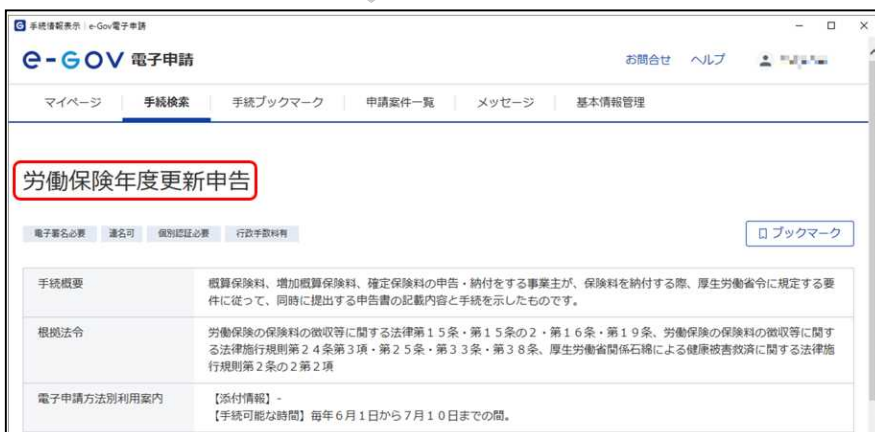 手続情報表示｜e-Gov電子申請
e-GOV 電子申請
お問合せ ヘルプ
マイページ 手続検索 手続ブックマーク 申請案件一覧 メッセージ 基本情報管理
労働保険年度更新申告
電子署名必要 連名可 個別認証必要 行政手数料有
ブックマーク
手続概要 概算保険料、増加概算保険料、確定保険料の申告・納付をする事業主が、保険料を納付する際、厚生労働省令に規定する要
件に従って、同時に提出する申告書の記載内容と手続を示したものです。
根拠法令 労働保険の保険料の徴収等に関する法律第１５条・第１５条の２・第１６条・第１９条、労働保険の保険料の徴収等に関す
る法律施行規則第２４条第３項・第２５条・第３３条・第３８条、厚生労働省関係石綿による健康被害救済に関する法律施
行規則第２条の２第２項
電子申請方法別利用案内 【添付情報】-
【手続可能な時間】毎年６月１日から７月１０日までの間。